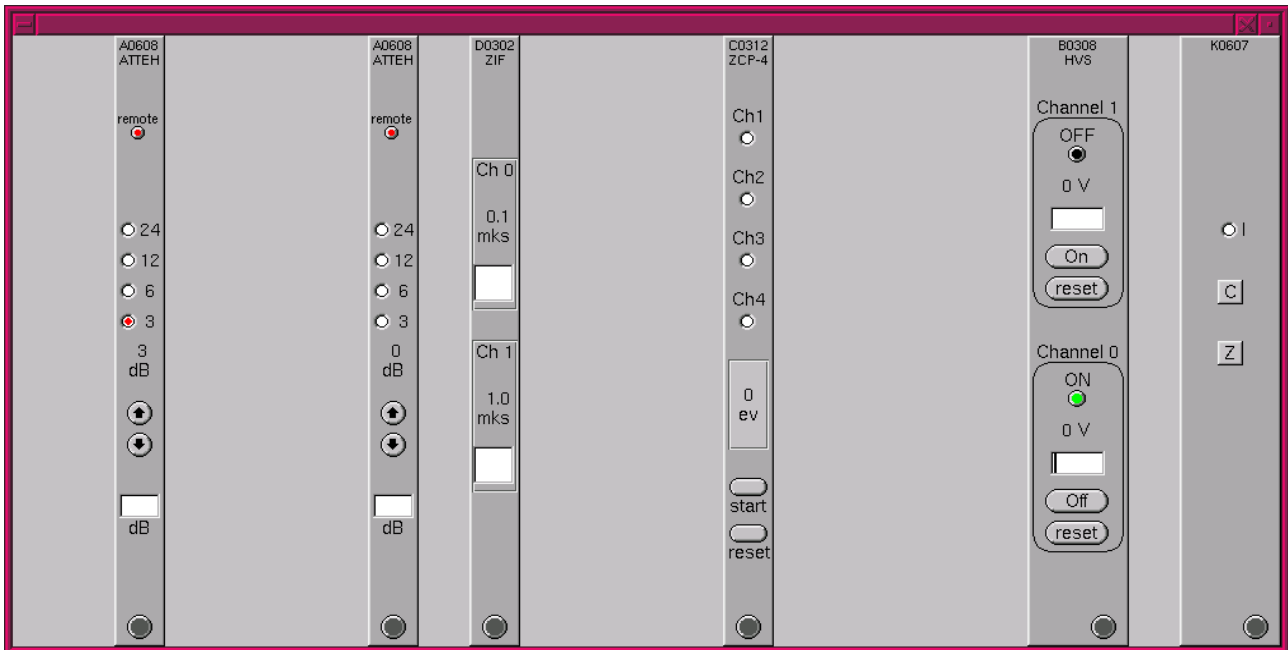 A0608
ATTEH
remote
24
12
6
3
3
dB
dB
A0608
ATTEH
remote
24
12
6
3
0
dB
dB
D0302
ZIF
Ch 0
0.1
mks
Ch 1
1.0
mks
C0312
ZCP-4
Ch1
Ch2
Ch3
Ch4
0
ev
start
reset
B0308
HVS
Channel 1
OFF
0 V
On
reset
Channel 0
ON
0 V
Off
reset
K0607
I
C
Z